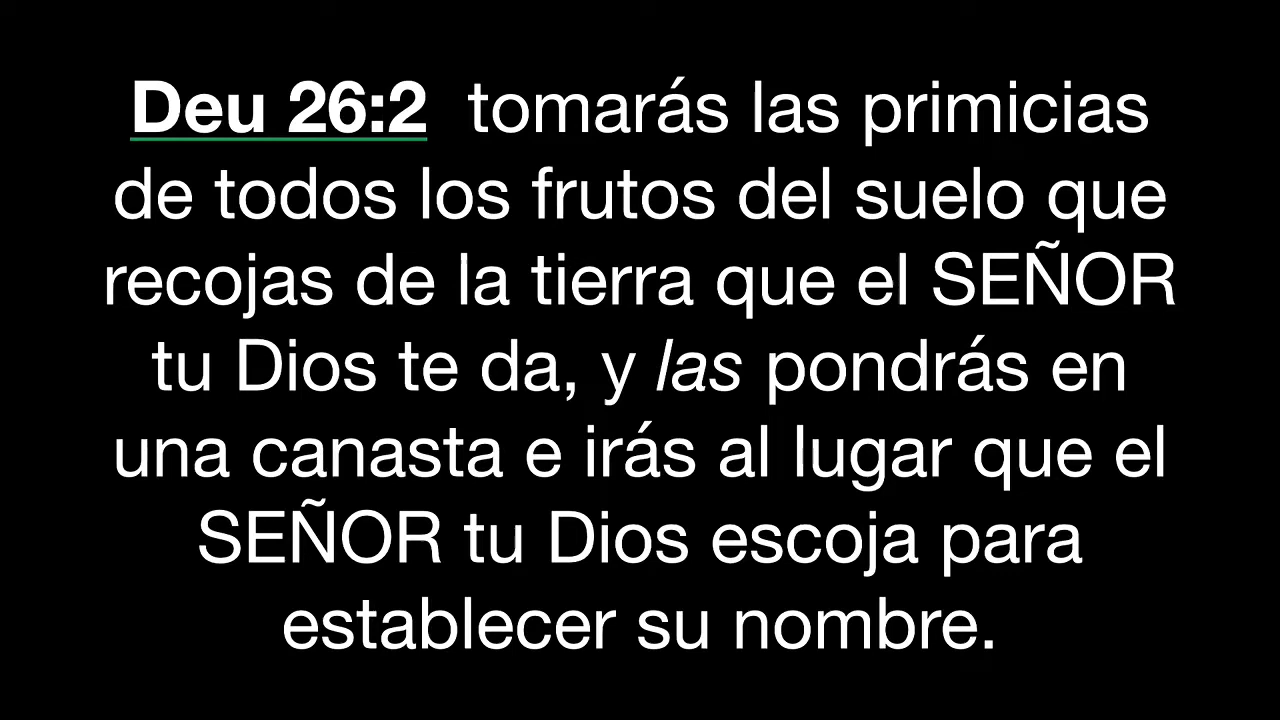 Deu 26:2 tomarás las primicias
de todos los frutos del suelo que
recojas de la tierra que el SEÑOR
tu Dios te da, y las pondrás en
una canasta e irás al lugar que el
SEÑOR tu Dios escoja para
establecer su nombre.